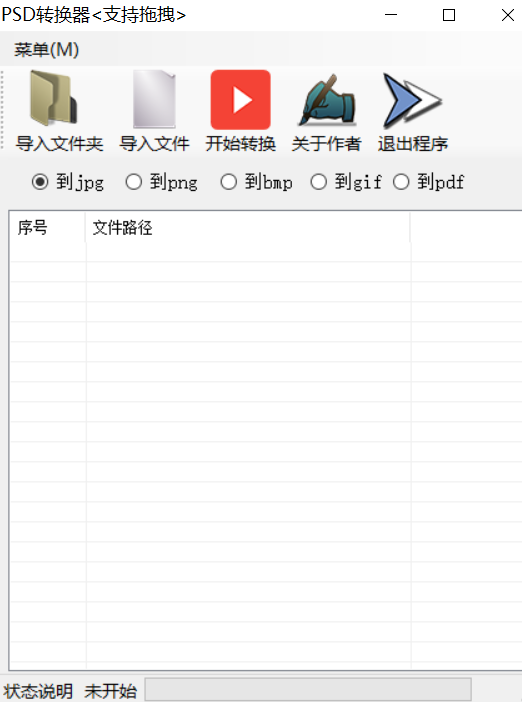 PSD转换器<支持拖拽>
菜单(M)
导入文件夹 导入文件 开始转换 关于作者 退出程序
到jpg 到png 到bmp 到gif 到pdf
序号 文件路径
状态说明 未开始